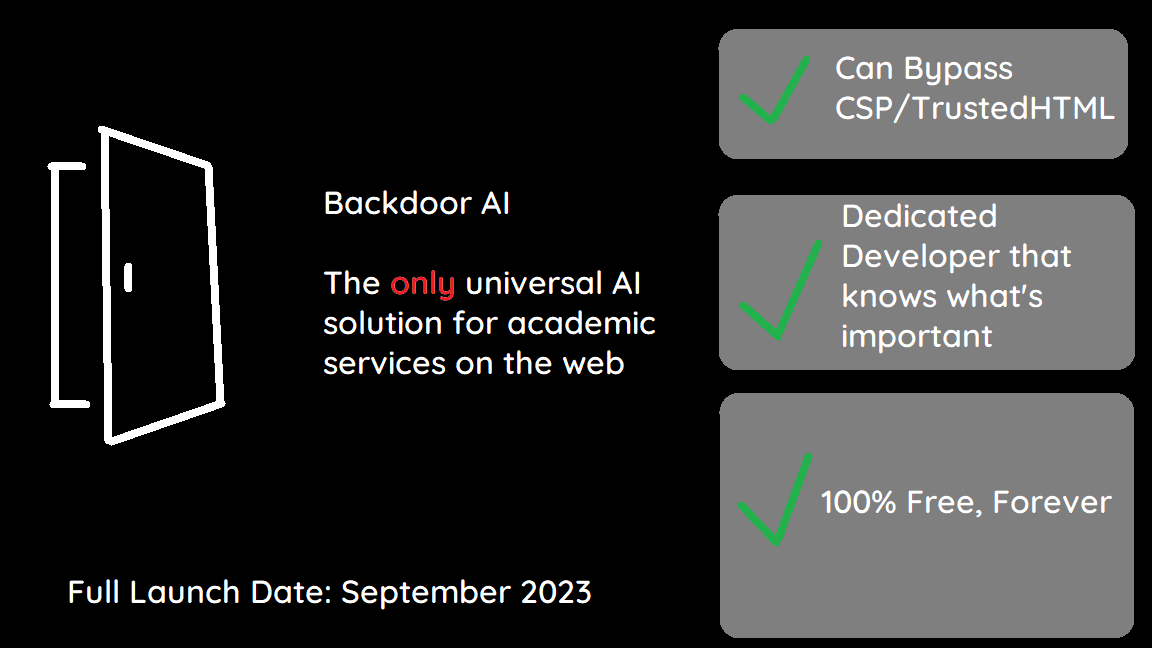 Backdoor AI
The only universal AI
solution for academic
services on the web
Full Launch Date: September 2023
Can Bypass
CSP/TrustedHTML
Dedicated
Developer that
knows what's
important
100% Free, Forever